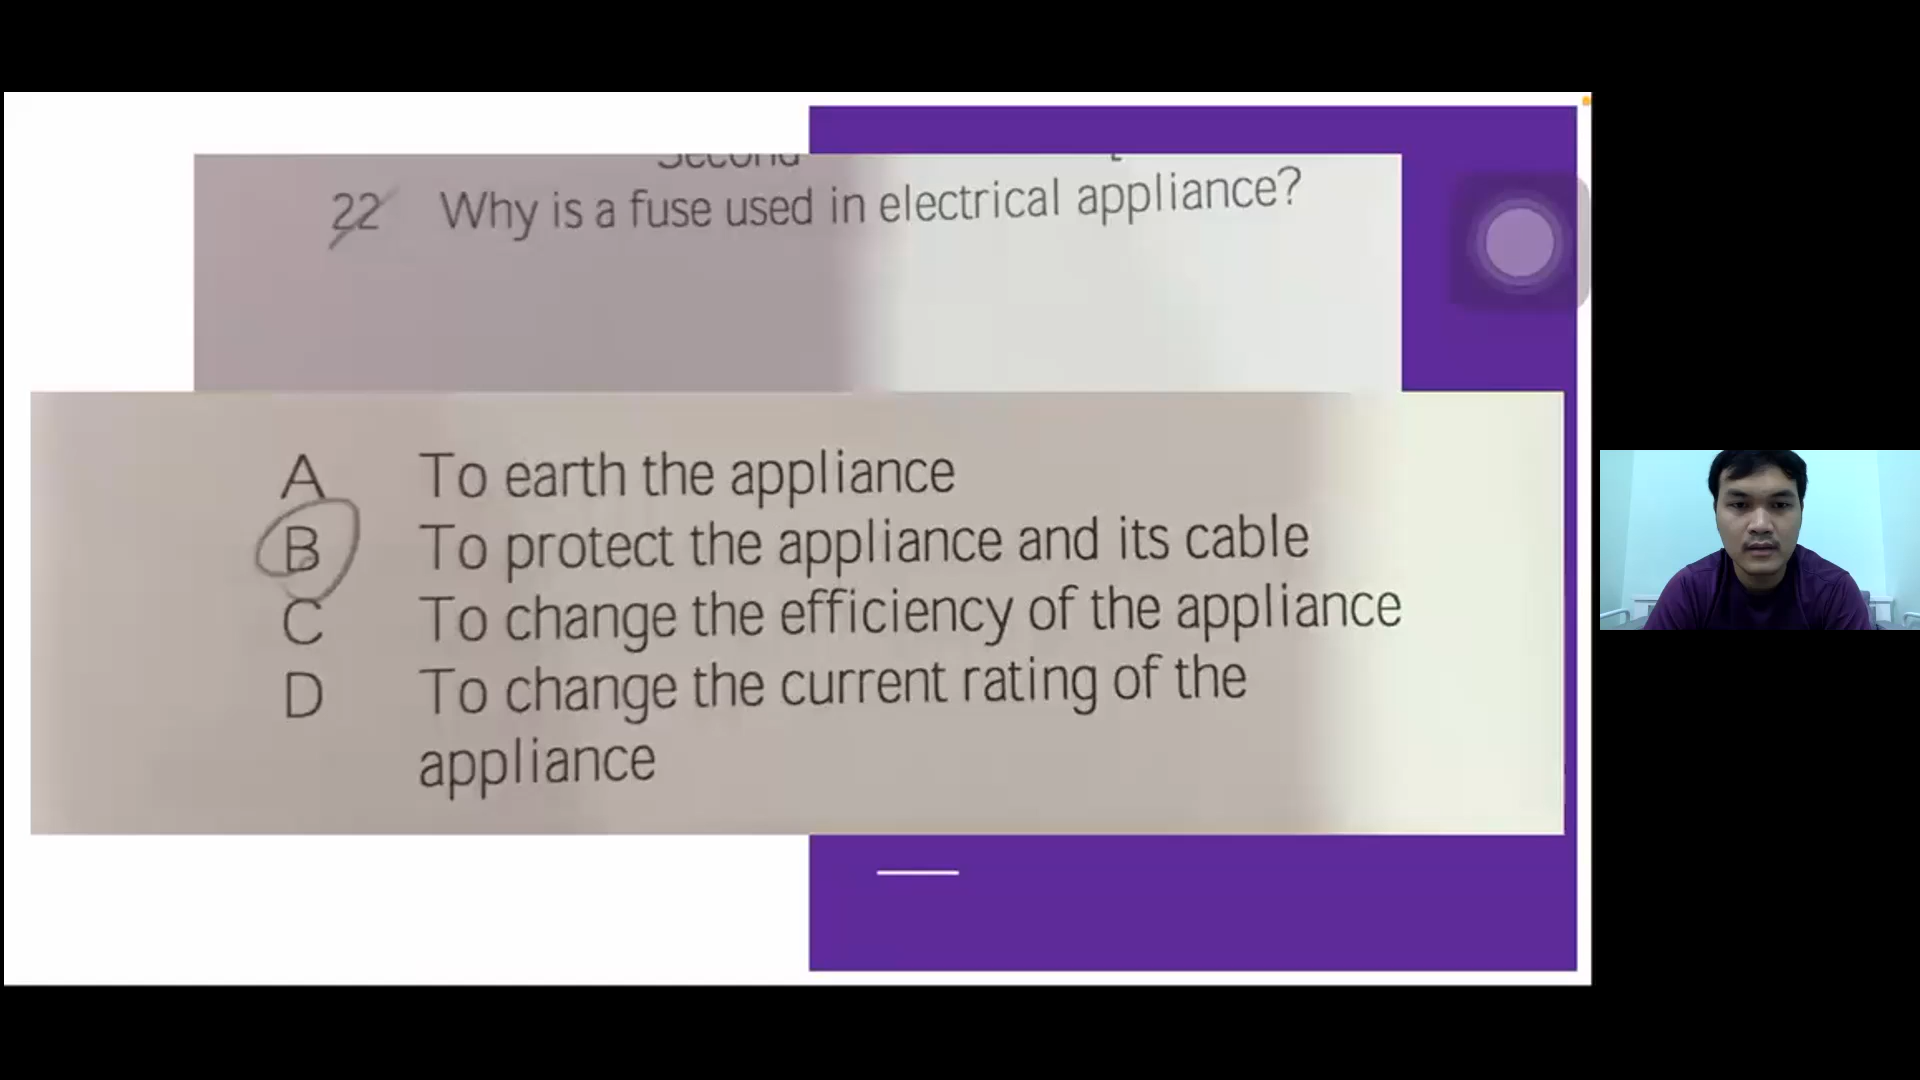 Second
22 Why is a fuse used in electrical appliance?
A To earth the appliance
B To protect the appliance and its cable
C To change the efficiency of the appliance
D To change the current rating of the
appliance